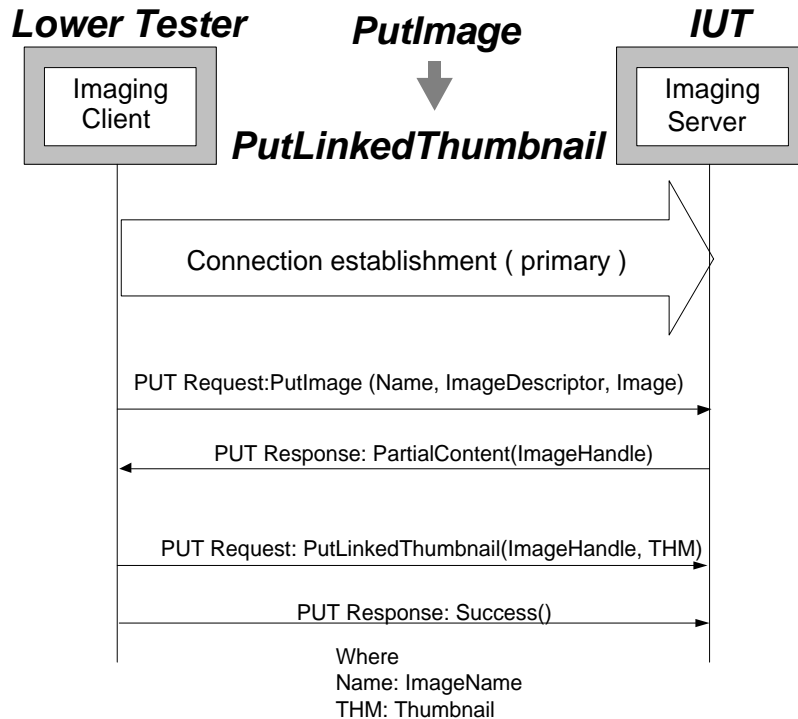 Lower Tester
PutImage
IUT
Imaging
Client
Imaging
Server
PutLinkedThumbnail
Connection establishment ( primary )
PUT Request:PutImage (Name, ImageDescriptor, Image)
PUT Response: PartialContent(ImageHandle)
PUT Request: PutLinkedThumbnail(ImageHandle, THM)
PUT Response: Success()
Where
Name: ImageName
THM: Thumbnail